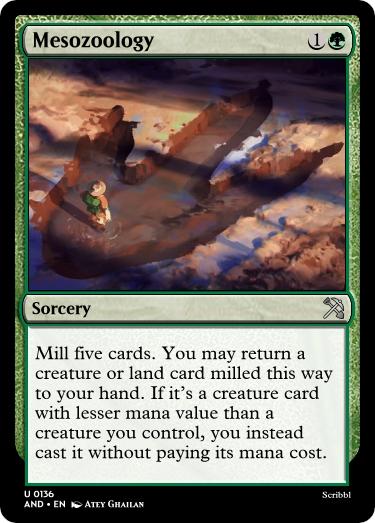 Mesozoology 1
Sorcery
Mill five cards. You may return a
creature or land card milled this way
to your hand. If it's a creature card
with lesser mana value than a
creature you control, you instead
cast it without paying its mana cost.
U 0136
Scribbl
AND • EN Atey Ghailan